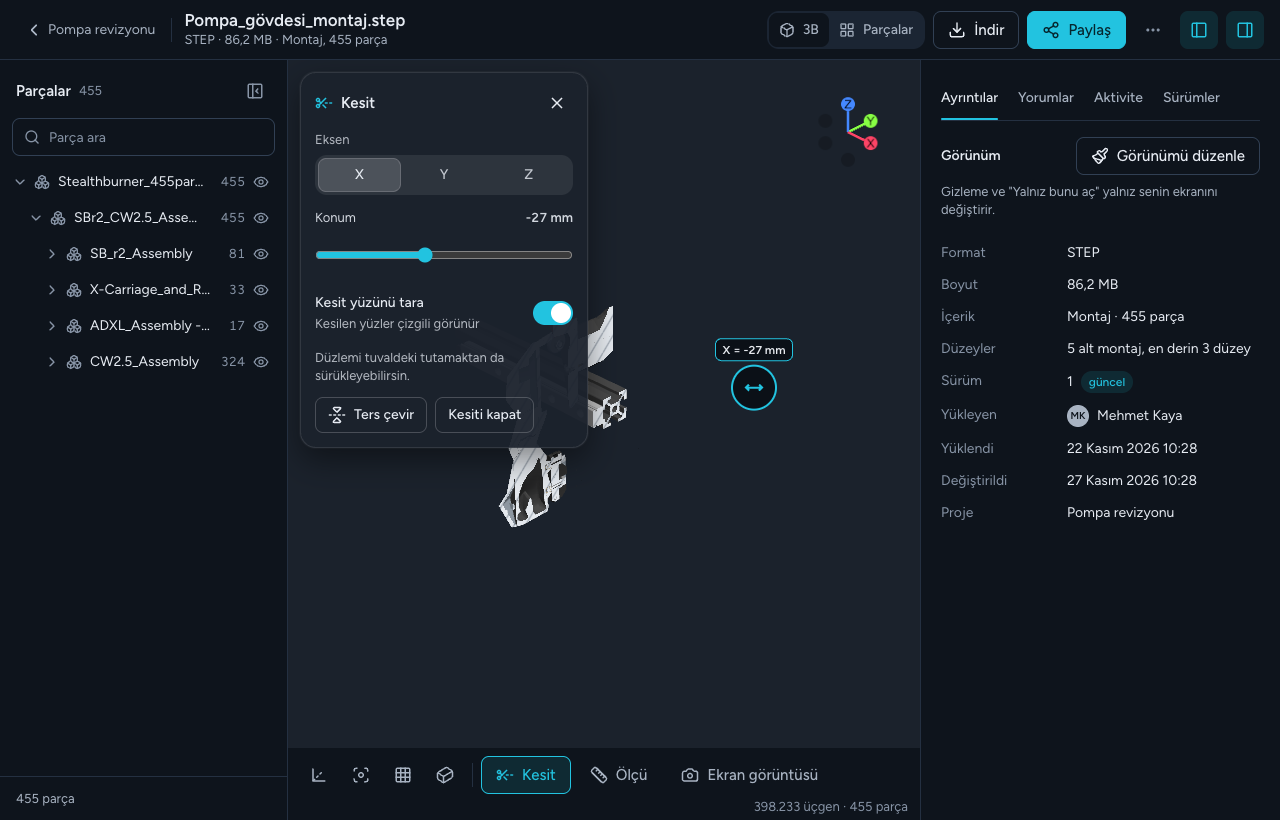 Pompa revizyonu
Pompa_gövdesi_montaj.step
STEP · 86,2 MB · Montaj, 455 parça
3B
Parçalar
İndir
Paylaş
Parçalar 455
Parça ara
Stealthburner_455par... 455
SBr2_CW2.5_Asse... 455
SB_r2_Assembly 81
X-Carriage_and_R... 33
ADXL_Assembly -... 17
CW2.5_Assembly 324
455 parça
Kesit
Eksen
X Y Z
Konum -27 mm
Kesit yüzünü tara
Kesilen yüzler çizgili görünür
Düzlemi tuvaldeki tutamaktan da
sürükleyebilirsin.
Ters çevir
Kesiti kapat
Z
Y
X
X = -27 mm
Kesit
Ölçü
Ekran görüntüsü
398.233 üçgen · 455 parça
Ayrıntılar Yorumlar Aktivite Sürümler
Görünüm
Görünümü düzenle
Gizleme ve "Yalnız bunu aç" yalnız senin ekranını
değiştirir.
Format STEP
Boyut 86,2 MB
İçerik Montaj · 455 parça
Düzeyler 5 alt montaj, en derin 3 düzey
Sürüm 1 güncel
Yükleyen MK Mehmet Kaya
Yüklendi 22 Kasım 2026 10:28
Değiştirildi 27 Kasım 2026 10:28
Proje Pompa revizyonu